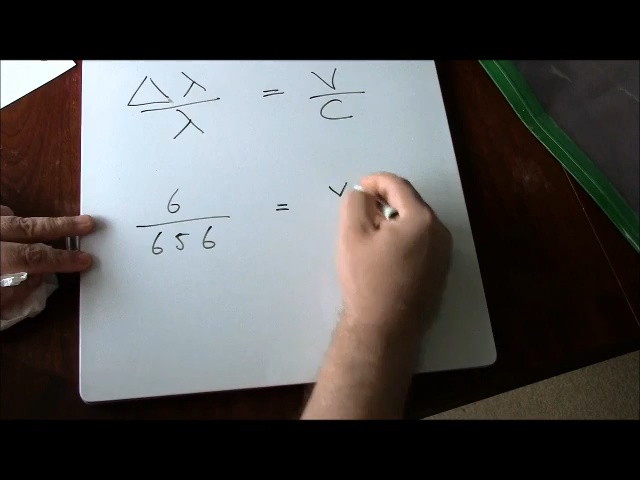 Δλ/λ = V/C
6/656 = V